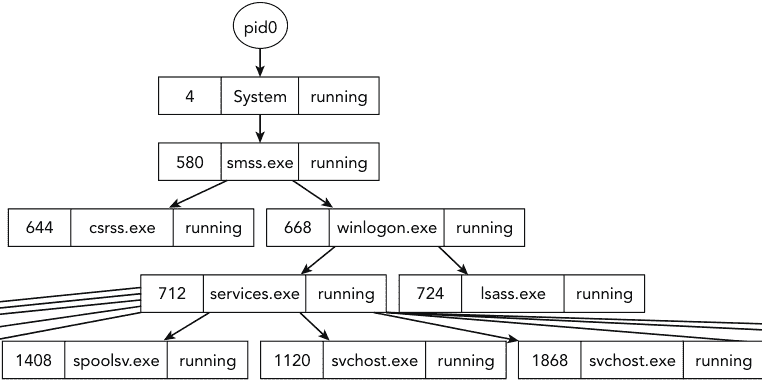 pid0
4 System running
580 smss.exe running
644 csrss.exe running 668 winlogon.exe running
712 services.exe running 724 lsass.exe running
1408 spoolsv.exe running 1120 svchost.exe running 1868 svchost.exe running